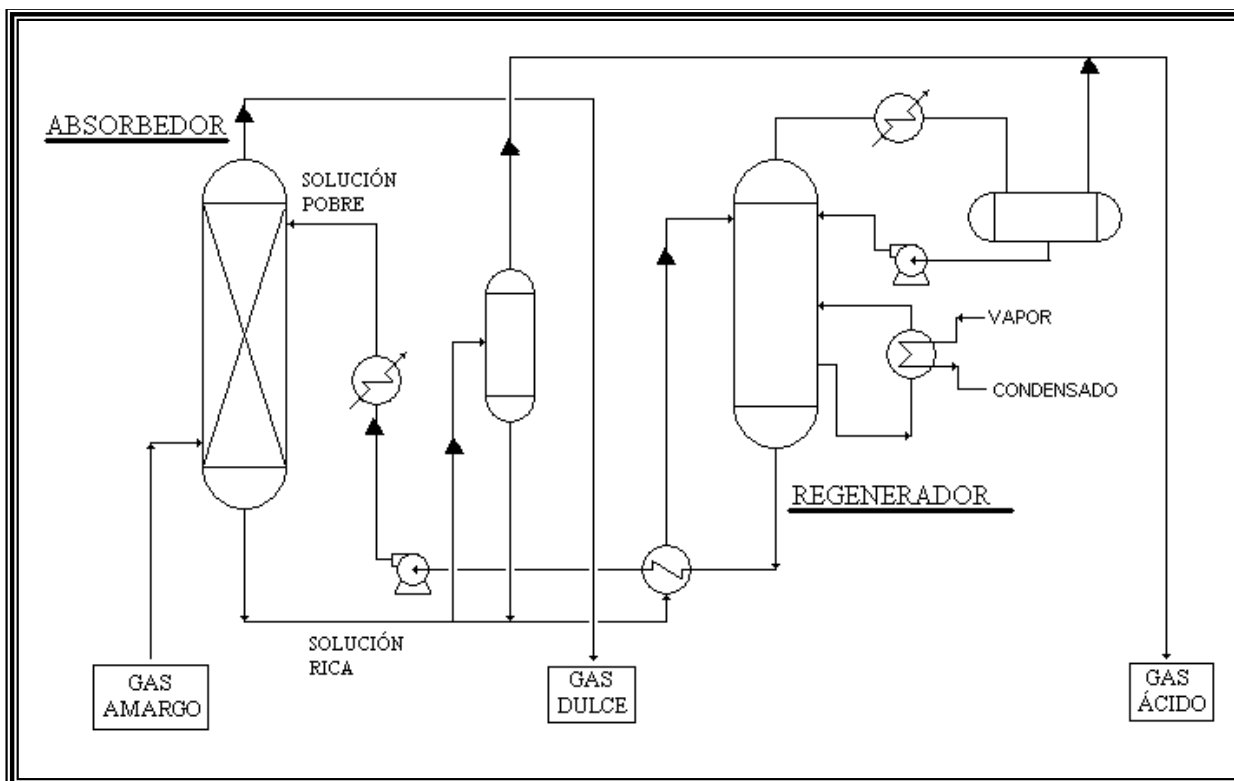 ABSORBEDOR
SOLUCIÓN
POBRE
VAPOR
CONDENSADO
REGENERADOR
SOLUCIÓN
RICA
GAS
AMARGO
GAS
DULCE
GAS
ÁCIDO